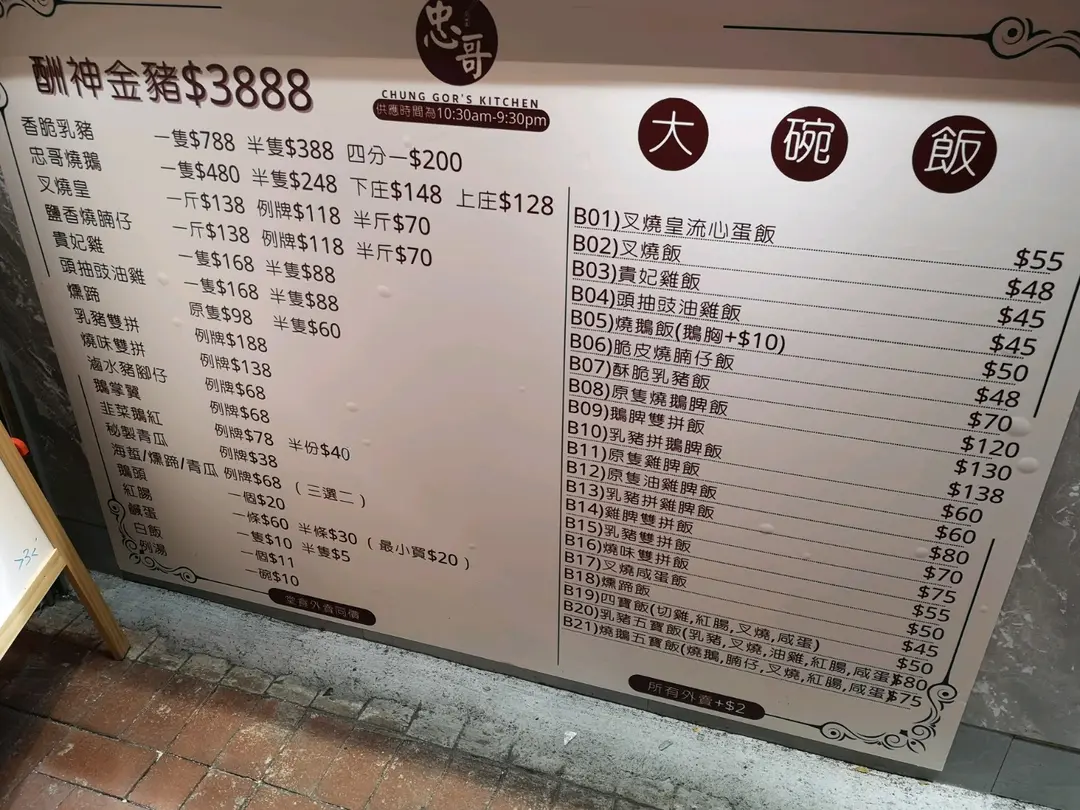 忠哥
CHUNG GOR'S KITCHEN
供應時間為10:30am-9:30pm
酬神金豬$3888
香脆乳豬 一隻$788 半隻$388 四分一$200
忠哥燒鵝 一隻$480 半隻$248 下庄$148 上庄$128
叉燒皇 一斤$138 例牌$118 半斤$70
鹽香燒腩仔 一斤$138 例牌$118 半斤$70
貴妃雞 一隻$168 半隻$88
頭抽豉油雞 一隻$168 半隻$88
燻蹄 原隻$98 半隻$60
乳豬雙拼 例牌$188
燒味雙拼 例牌$138
滷水豬腳仔 例牌$68
鵝掌翼 例牌$68
韭菜鵝紅 例牌$78 半份$40
秘製青瓜 例牌$38
海蜇/燻蹄/青瓜 例牌$68 (三選二)
鵝頭 一個$20
紅腸 一條$60 半條$30 (最小買$20)
鹹蛋 一隻$10 半隻$5
白飯 一個$11
例湯 一碗$10
堂食外賣同價
大碗飯
B01)叉燒皇流心蛋飯 $55
B02)叉燒飯 $48
B03)貴妃雞飯 $45
B04)頭抽豉油雞飯 $45
B05)燒鵝飯(鵝胸+$10) $50
B06)脆皮燒腩仔飯 $48
B07)酥脆乳豬飯 $70
B08)原隻燒鵝脾飯 $120
B09)鵝脾雙拼飯 $130
B10)乳豬拼鵝脾飯 $138
B11)原隻雞脾飯 $60
B12)原隻油雞脾飯 $60
B13)乳豬拼雞脾飯 $80
B14)雞脾雙拼飯 $70
B15)乳豬雙拼飯 $75
B16)燒味雙拼飯 $55
B17)叉燒咸蛋飯 $50
B18)燻蹄飯 $45
B19)四寶飯(切雞,紅腸,叉燒,咸蛋) $50
B20)乳豬五寶飯(乳豬,叉燒,油雞,紅腸,咸蛋) $80
B21)燒鵝五寶飯(燒鵝,腩仔,叉燒,紅腸,咸蛋) $75
所有外賣+$2